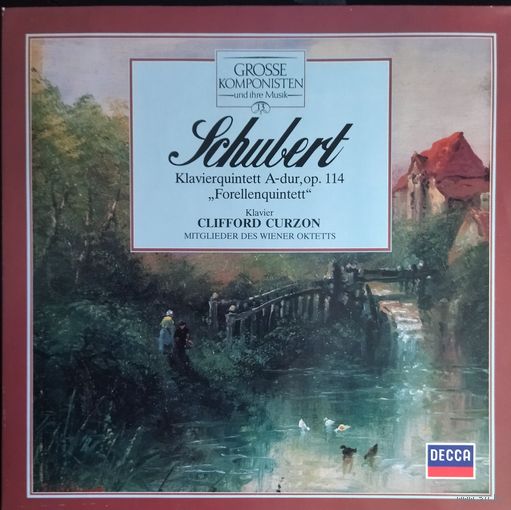 GROSSE
KOMPONISTEN
und ihre Musik
13
Schubert
Klavierquintett A-dur, op. 114
„Forellenquintett“
Klavier
CLIFFORD CURZON
MITGLIEDER DES WIENER OKTETTS
DECCA